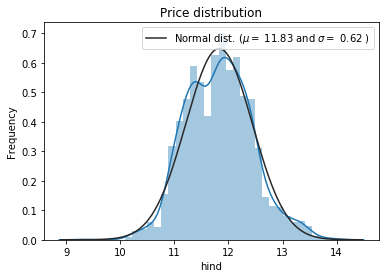 Price distribution
Normal dist. (μ = 11.83 and σ = 0.62 )
0.7
0.6
0.5
0.4
0.3
0.2
0.1
0.0
Frequency
9 10 11 12 13 14
hind